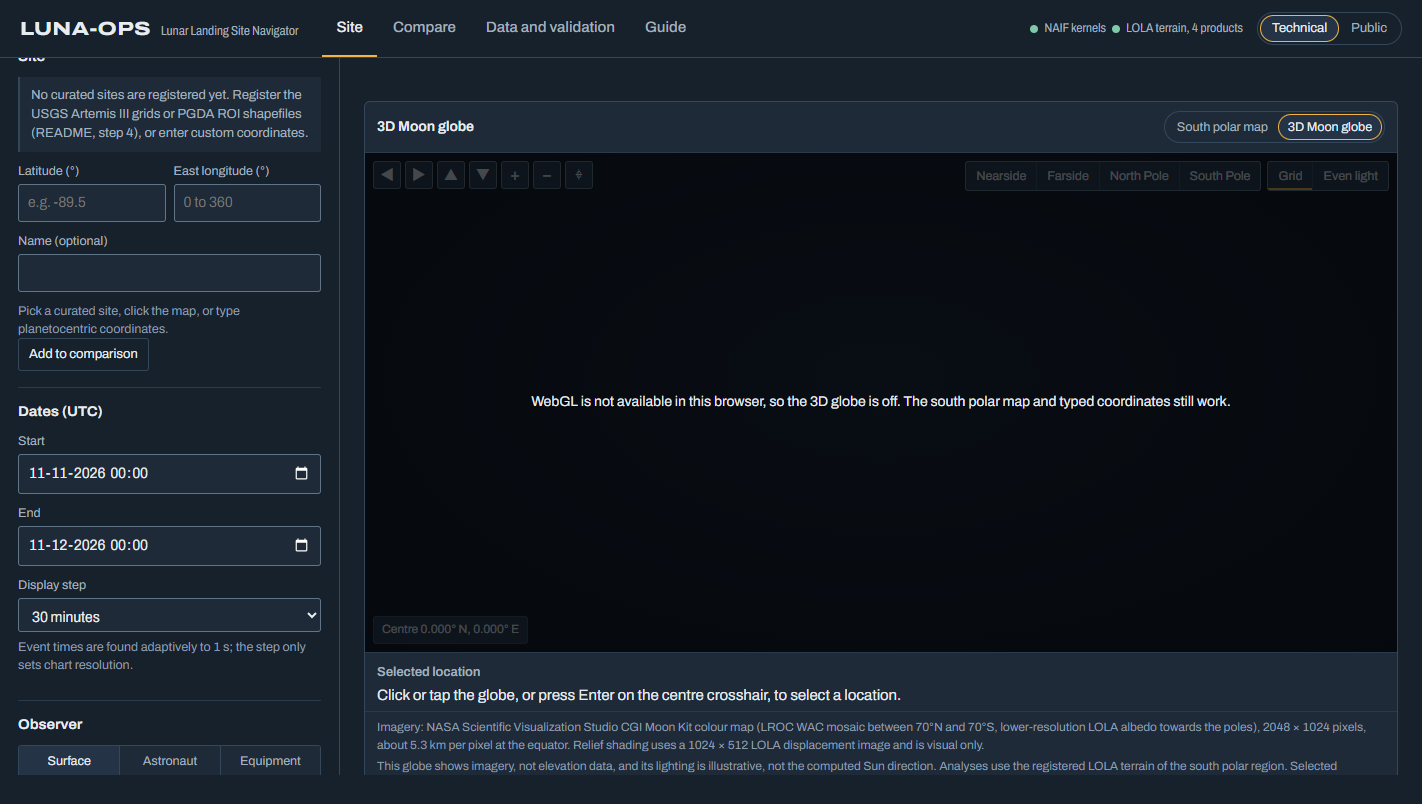 LUNA-OPS Lunar Landing Site Navigator Site Compare Data and validation Guide NAIF kernels LOLA terrain, 4 products Technical Public
Site
No curated sites are registered yet. Register the
USGS Artemis III grids or PGDA ROI shapefiles
(README, step 4), or enter custom coordinates.
Latitude (°) East longitude (°)
e.g. -89.5 0 to 360
Name (optional)
Pick a curated site, click the map, or type
planetocentric coordinates.
Add to comparison
Dates (UTC)
Start
11-11-2026 00:00
End
11-12-2026 00:00
Display step
30 minutes
Event times are found adaptively to 1 s; the step only
sets chart resolution.
Observer
Surface Astronaut Equipment
3D Moon globe South polar map 3D Moon globe
◀ ▶ ▲ ▼ + − Nearside Farside North Pole South Pole Grid Even light
WebGL is not available in this browser, so the 3D globe is off. The south polar map and typed coordinates still work.
Centre 0.000° N, 0.000° E
Selected location
Click or tap the globe, or press Enter on the centre crosshair, to select a location.
Imagery: NASA Scientific Visualization Studio CGI Moon Kit colour map (LROC WAC mosaic between 70°N and 70°S, lower-resolution LOLA albedo towards the poles), 2048 × 1024 pixels,
about 5.3 km per pixel at the equator. Relief shading uses a 1024 × 512 LOLA displacement image and is visual only.
This globe shows imagery, not elevation data, and its lighting is illustrative, not the computed Sun direction. Analyses use the registered LOLA terrain of the south polar region. Selected